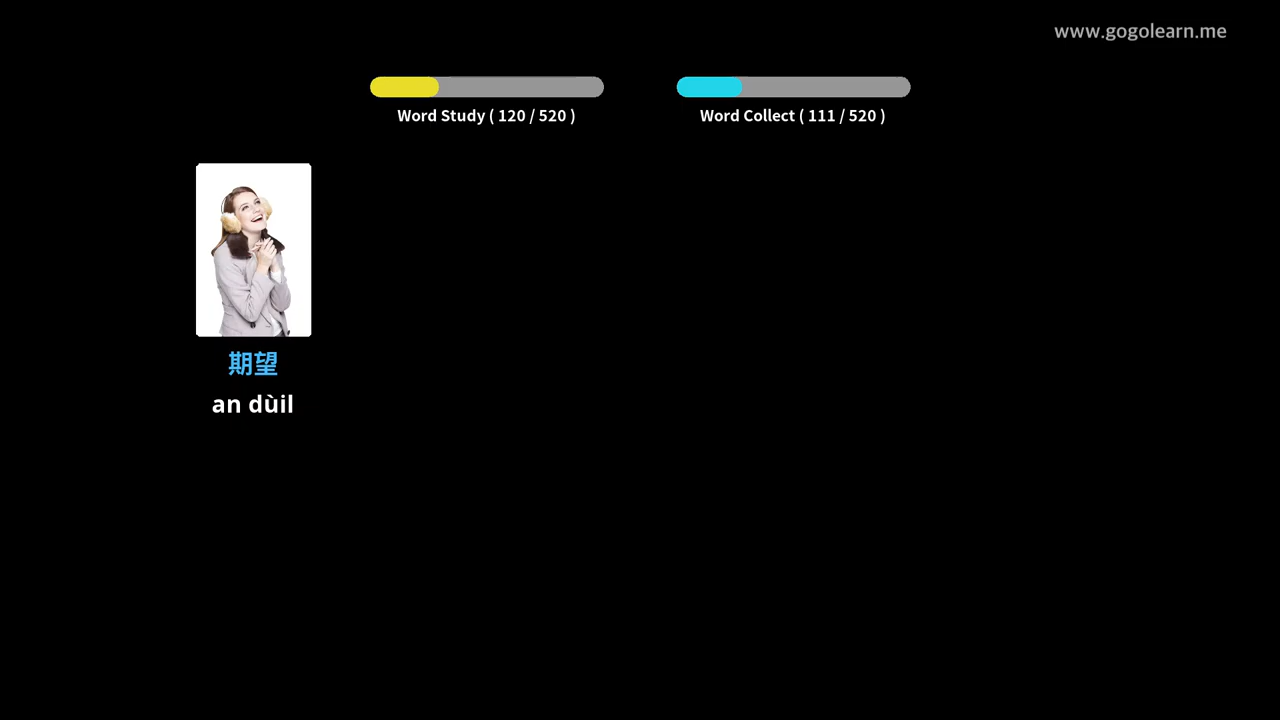 www.gogolearn.me
Word Study ( 120 / 520 )
Word Collect ( 111 / 520 )
期望
an dùil